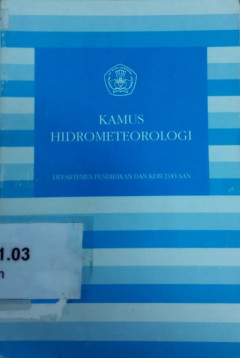 KAMUS
HIDROMETEOROLOGI
DEPARTEMEN PENDIDIKAN DAN KEBUDAYAAN
1.03